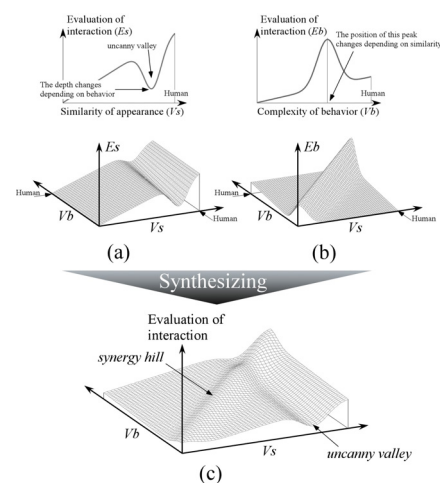 Evaluation of
interaction (Es)
uncanny valley
The depth changes
depending on behavior
Human
Similarity of appearance (Vs)
Evaluation of
interaction (Eb)
The position of this peak
changes depending on similarity
Human
Complexity of behavior (Vb)
Es
Human
Vb
Vs
Human
(a)
Eb
Human
Vb
Vs
Human
(b)
Synthesizing
Evaluation of
interaction
synergy hill
Vb
Vs
uncanny valley
(c)